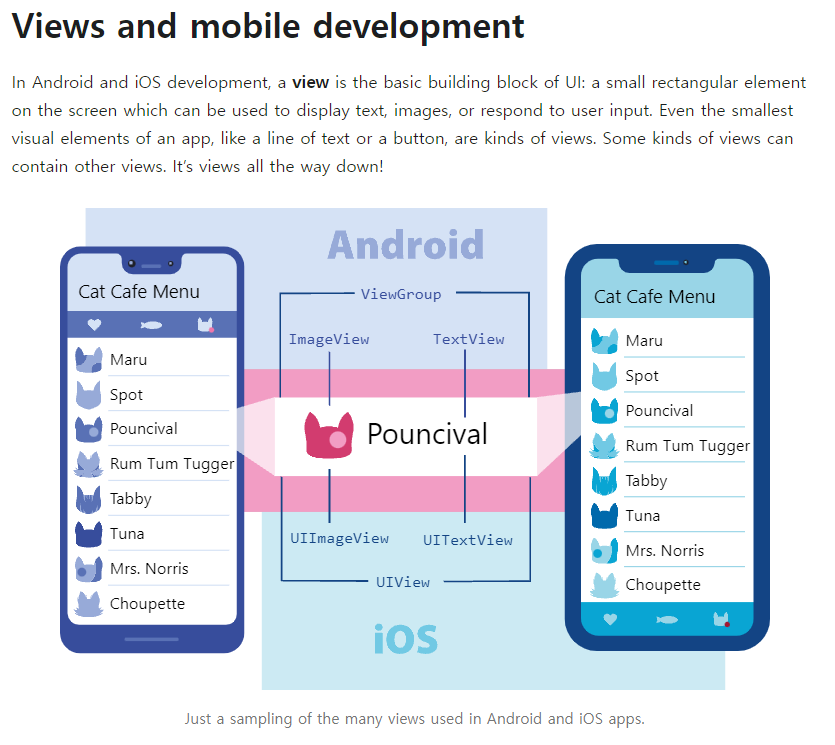 Views and mobile development
In Android and iOS development, a view is the basic building block of UI: a small rectangular element
on the screen which can be used to display text, images, or respond to user input. Even the smallest
visual elements of an app, like a line of text or a button, are kinds of views. Some kinds of views can
contain other views. It’s views all the way down!
Android
Cat Cafe Menu
Maru
Spot
Pouncival
Rum Tum Tugger
Tabby
Tuna
Mrs. Norris
Choupette
ViewGroup
ImageView
TextView
Pouncival
UIImageView
UITextView
UIView
iOS
Cat Cafe Menu
Maru
Spot
Pouncival
Rum Tum Tugger
Tabby
Tuna
Mrs. Norris
Choupette
Just a sampling of the many views used in Android and iOS apps.